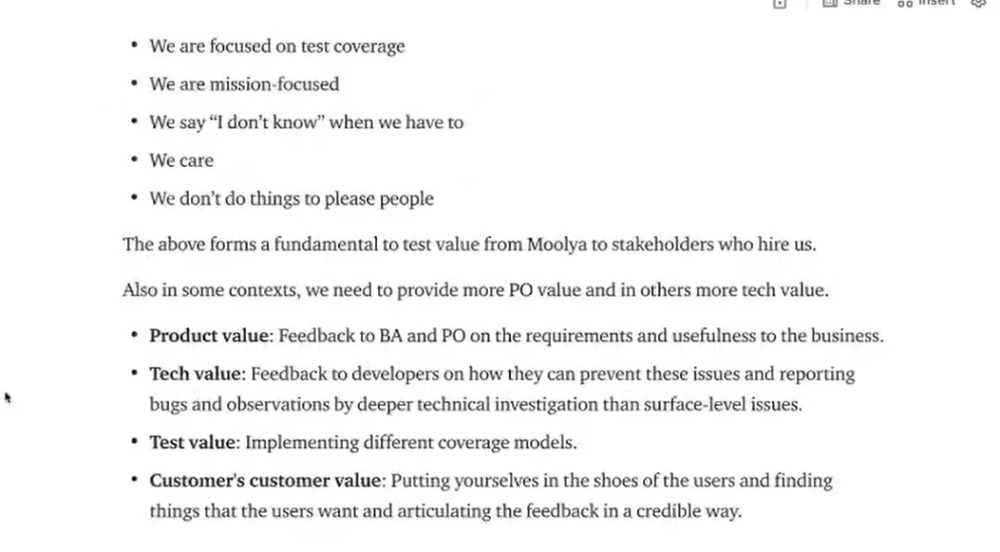 Share Insert
• We are focused on test coverage
• We are mission-focused
• We say “I don’t know” when we have to
• We care
• We don’t do things to please people
The above forms a fundamental to test value from Moolya to stakeholders who hire us.
Also in some contexts, we need to provide more PO value and in others more tech value.
• Product value: Feedback to BA and PO on the requirements and usefulness to the business.
• Tech value: Feedback to developers on how they can prevent these issues and reporting
bugs and observations by deeper technical investigation than surface-level issues.
• Test value: Implementing different coverage models.
• Customer's customer value: Putting yourselves in the shoes of the users and finding
things that the users want and articulating the feedback in a credible way.